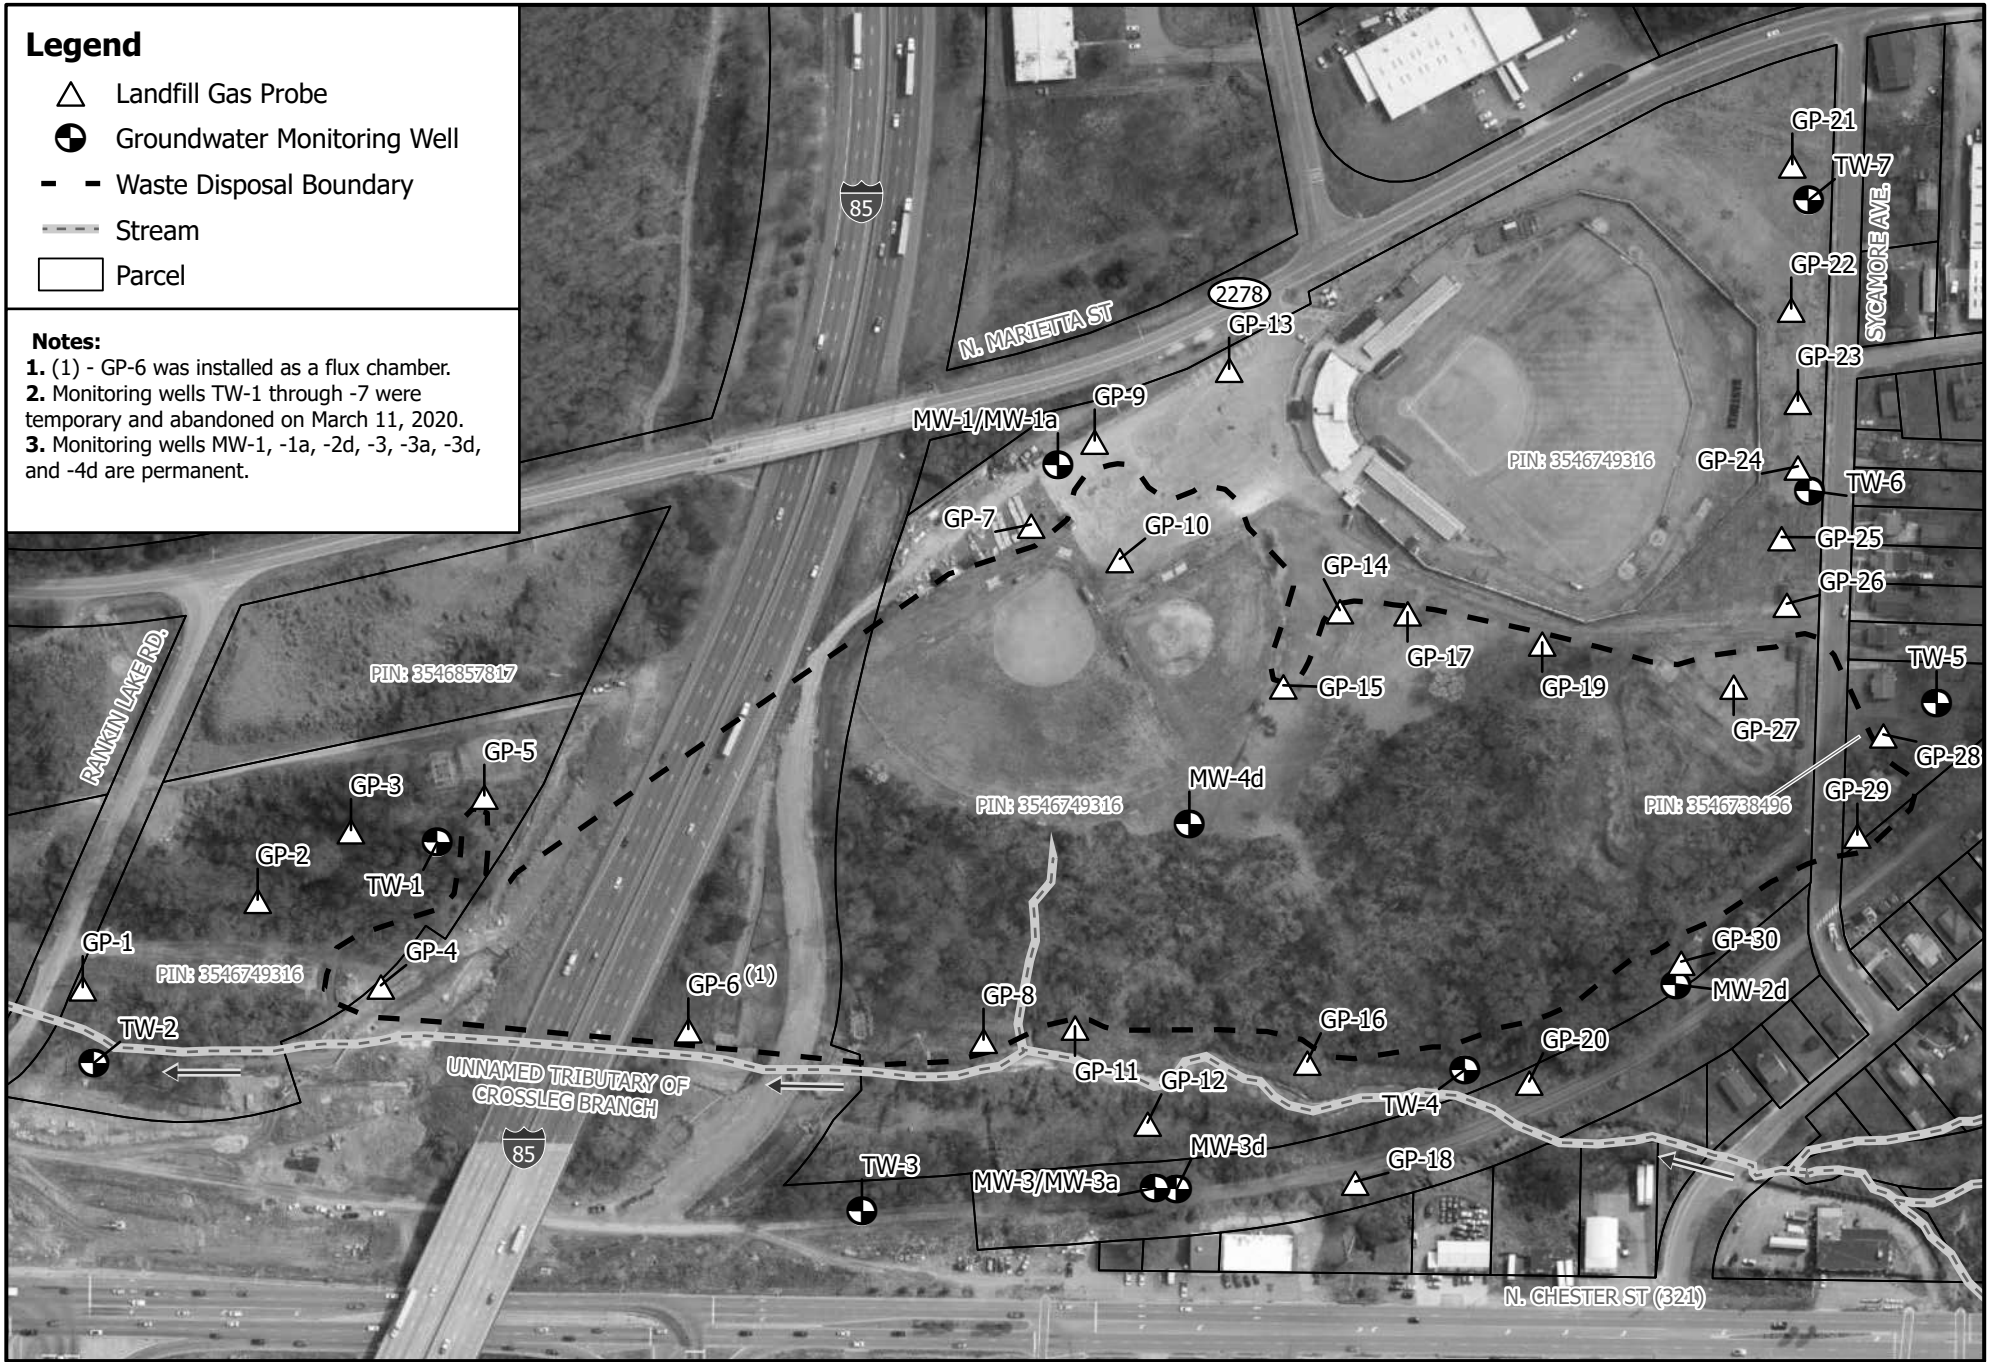 Legend
Landfill Gas Probe
Groundwater Monitoring Well
Waste Disposal Boundary
Stream
Parcel
Notes:
1. (1) - GP-6 was installed as a flux chamber.
2. Monitoring wells TW-1 through -7 were
temporary and abandoned on March 11, 2020.
3. Monitoring wells MW-1, -1a, -2d, -3, -3a, -3d,
and -4d are permanent.
85
GP-21
TW-7
SYCAMORE AVE.
GP-22
2278
N. MARIETTA ST
GP-13
GP-23
GP-9
MW-1/MW-1a
PIN: 3546749316
GP-24
TW-6
GP-7
GP-10
GP-25
GP-14
GP-26
RANKIN LAKE RD.
PIN: 3546857817
GP-17
TW-5
GP-15
GP-19
GP-27
GP-5
GP-28
GP-3
MW-4d
PIN: 3546749316
PIN: 3546738496
GP-29
GP-2
TW-1
GP-1
GP-4
GP-30
PIN: 3546749316
GP-6 (1)
GP-8
MW-2d
TW-2
GP-16
GP-20
UNNAMED TRIBUTARY OF
CROSSLEG BRANCH
GP-11
GP-12
TW-4
85
MW-3d
TW-3
GP-18
MW-3/MW-3a
N. CHESTER ST (321)